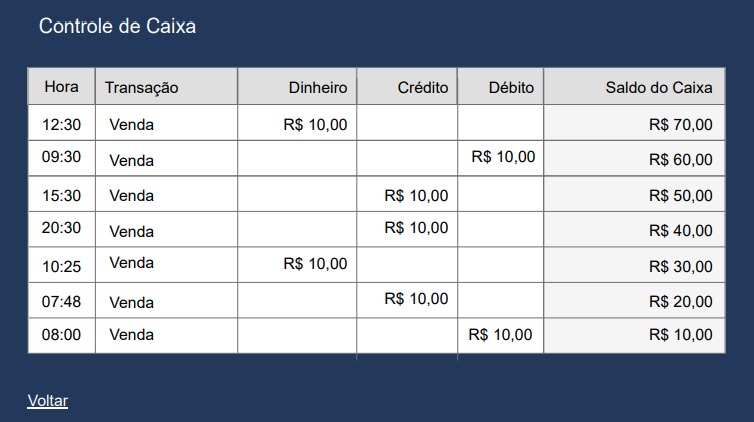 Controle de Caixa
Hora Transação Dinheiro Crédito Débito Saldo do Caixa
12:30 Venda R$ 10,00 R$ 70,00
09:30 Venda R$ 10,00 R$ 60,00
15:30 Venda R$ 10,00 R$ 50,00
20:30 Venda R$ 10,00 R$ 40,00
10:25 Venda R$ 10,00 R$ 30,00
07:48 Venda R$ 10,00 R$ 20,00
08:00 Venda R$ 10,00 R$ 10,00
Voltar